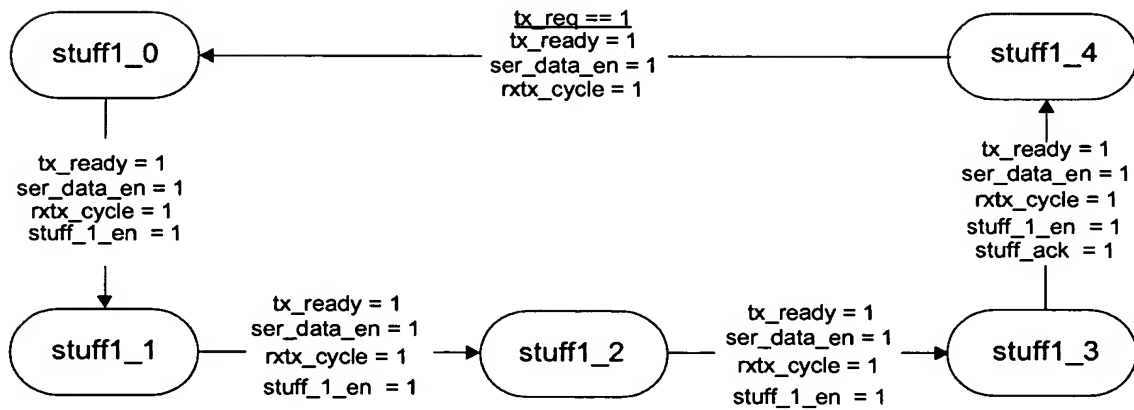 stuff1_0
tx_req == 1
tx_ready = 1
ser_data_en = 1
rxtx_cycle = 1
stuff1_4
tx_ready = 1
ser_data_en = 1
rxtx_cycle = 1
stuff_1_en = 1
tx_ready = 1
ser_data_en = 1
rxtx_cycle = 1
stuff_1_en = 1
stuff_ack = 1
stuff1_1
tx_ready = 1
ser_data_en = 1
rxtx_cycle = 1
stuff_1_en = 1
stuff1_2
tx_ready = 1
ser_data_en = 1
rxtx_cycle = 1
stuff_1_en = 1
stuff1_3